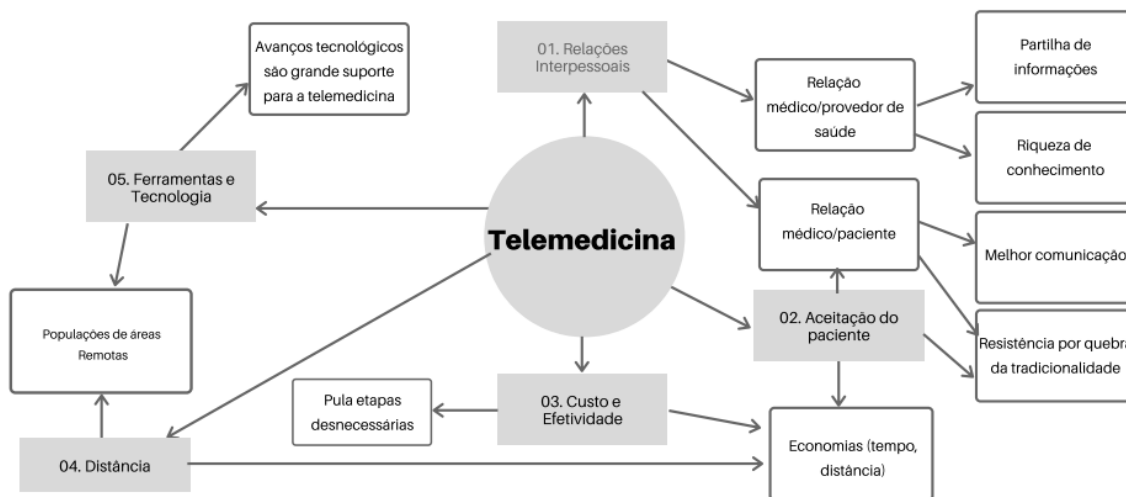 Avanços tecnológicos
são grande suporte
para a telemedicina
01. Relações
Interpessoais
Relação
médico/provedor de
saúde
Partilha de
informações
Riqueza de
conhecimento
05. Ferramentas e
Tecnologia
Telemedicina
Relação
médico/paciente
Melhor comunicação
Populações de áreas
Remotas
02. Aceitação do
paciente
Resistência por quebra
da tradicionalidade
Pula etapas
desnecessárias
03. Custo e
Efetividade
04. Distância
Economias (tempo,
distância)